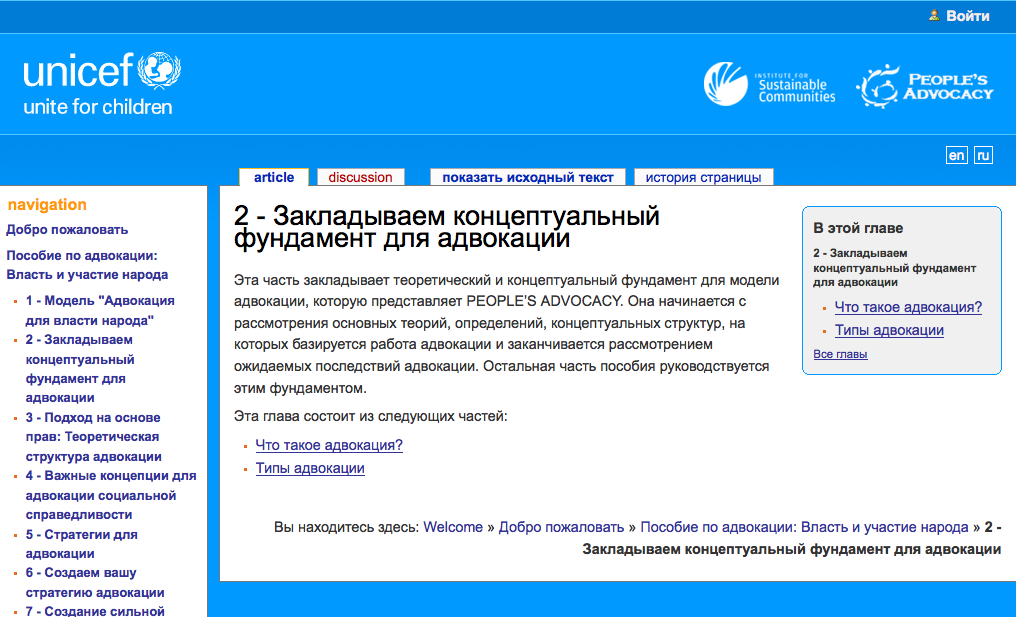 Войти
unicef
unite for children
INSTITUTE FOR
Sustainable
Communities
PEOPLE'S
ADVOCACY
en ru
article discussion показать исходный текст история страницы
navigation
Добро пожаловать
Пособие по адвокации:
Власть и участие народа
1 - Модель "Адвокация
для власти народа"
2 - Закладываем
концептуальный
фундамент для
адвокации
3 - Подход на основе
прав: Теоретическая
структура адвокации
4 - Важные концепции для
адвокации социальной
справедливости
5 - Стратегии для
адвокации
6 - Создаем вашу
стратегию адвокации
7 - Создание сильной
2 - Закладываем концептуальный
фундамент для адвокации
Эта часть закладывает теоретический и концептуальный фундамент для модели
адвокации, которую представляет PEOPLE'S ADVOCACY. Она начинается с
рассмотрения основных теорий, определений, концептуальных структур, на
которых базируется работа адвокации и заканчивается рассмотрением
ожидаемых последствий адвокации. Остальная часть пособия руководствуется
этим фундаментом.
Эта глава состоит из следующих частей:
Что такое адвокация?
Типы адвокации
В этой главе
2 - Закладываем
концептуальный фундамент
для адвокации
Что такое адвокация?
Типы адвокации
Все главы
Вы находитесь здесь: Welcome » Добро пожаловать » Пособие по адвокации: Власть и участие народа » 2 -
Закладываем концептуальный фундамент для адвокации